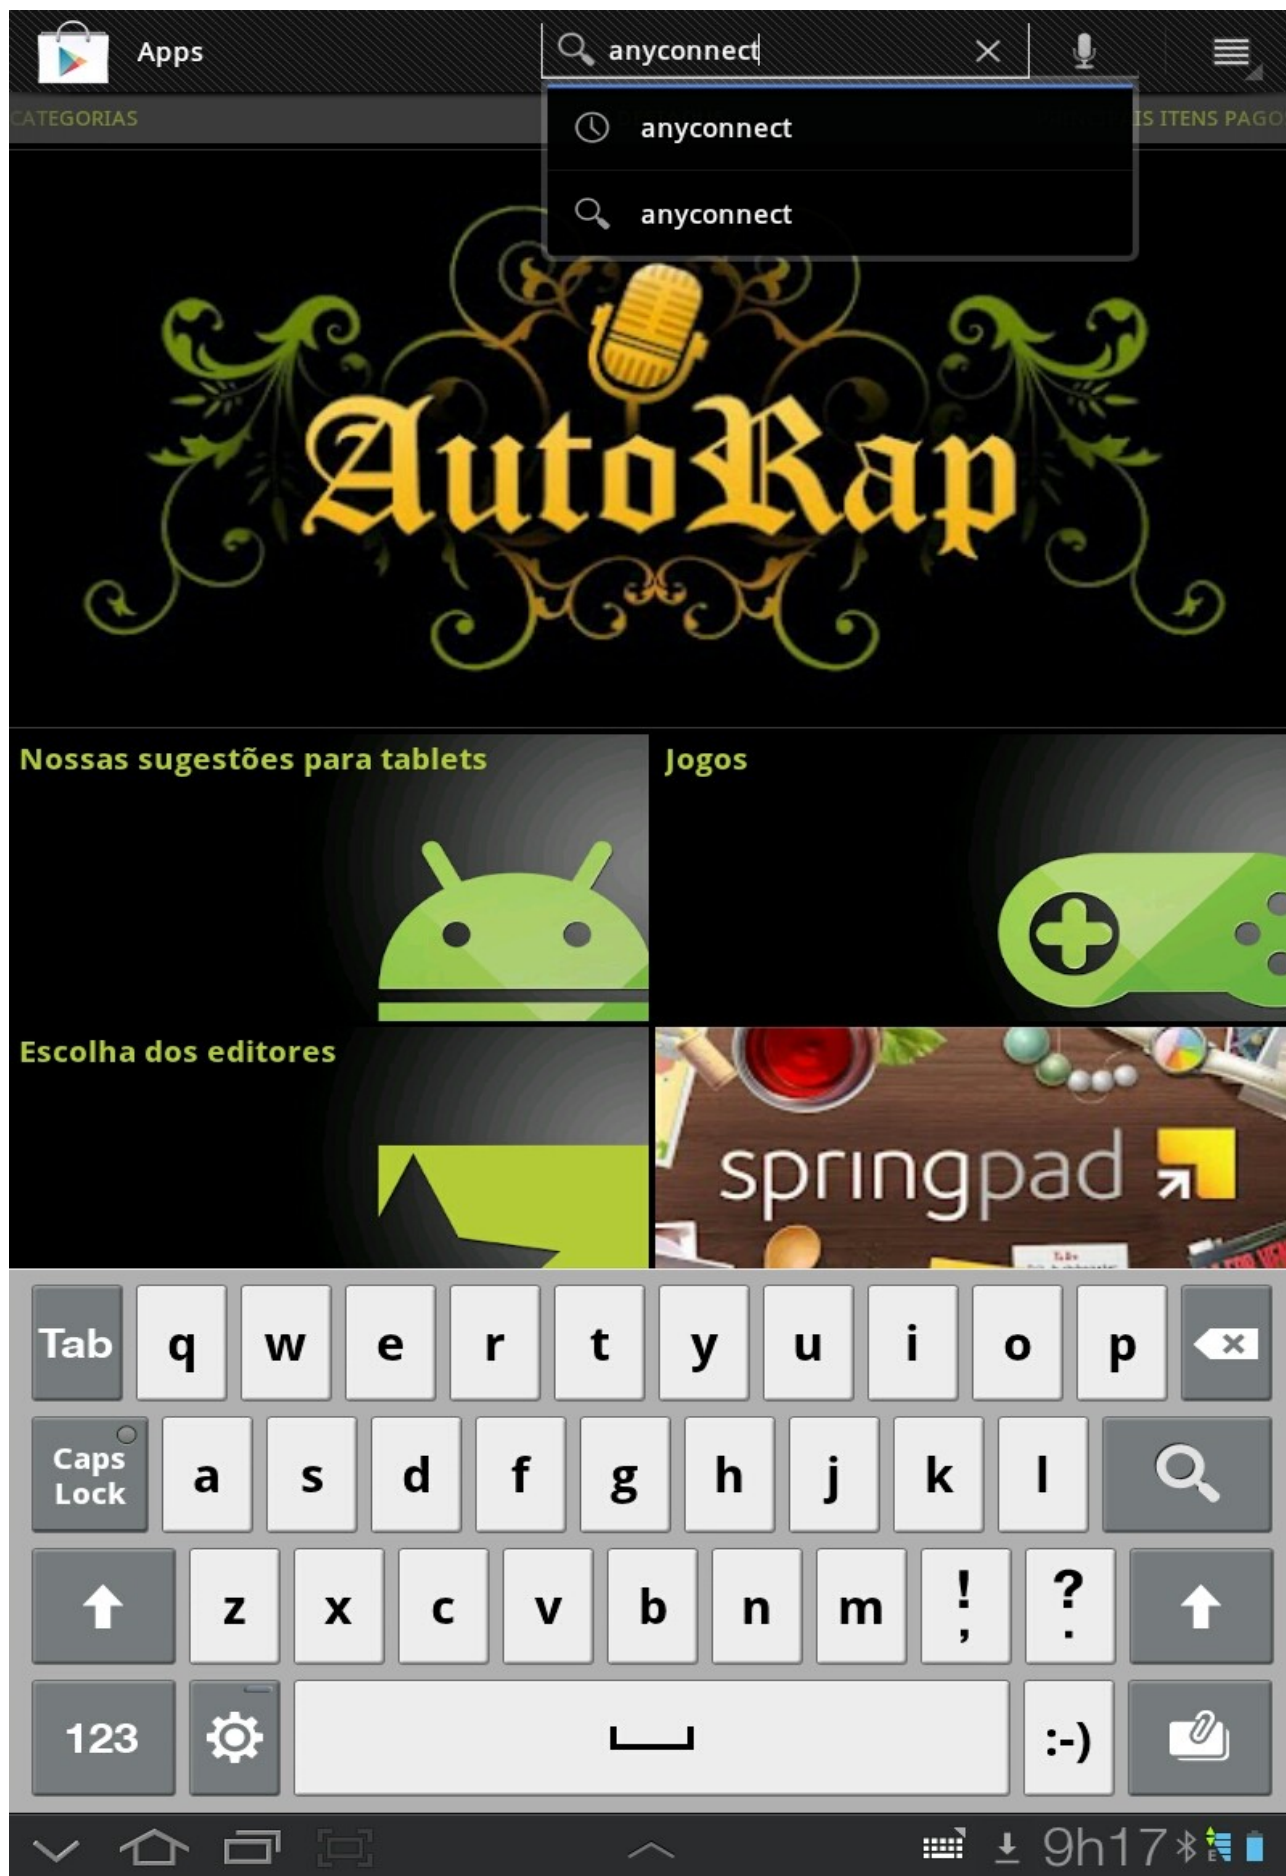 Apps
anyconnect
CATEGORIAS
IS ITENS PAGO
anyconnect
anyconnect
AutoRap
Nossas sugestões para tablets
Jogos
Escolha dos editores
springpad
Tab q w e r t y u i o p
Caps Lock a s d f g h j k l
z x c v b n m ! , ? .
123 :-)
9h17
E